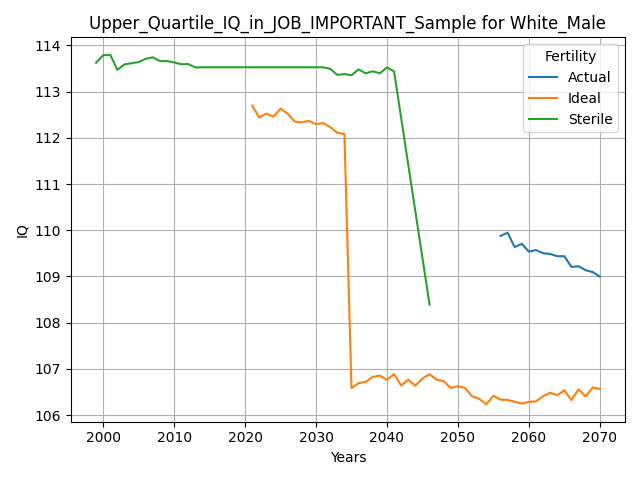 Upper_Quartile_IQ_in_JOB_IMPORTANT_Sample for White_Male
Fertility
Actual
Ideal
Sterile
114
113
112
111
110
109
108
107
106
IQ
2000 2010 2020 2030 2040 2050 2060 2070
Years